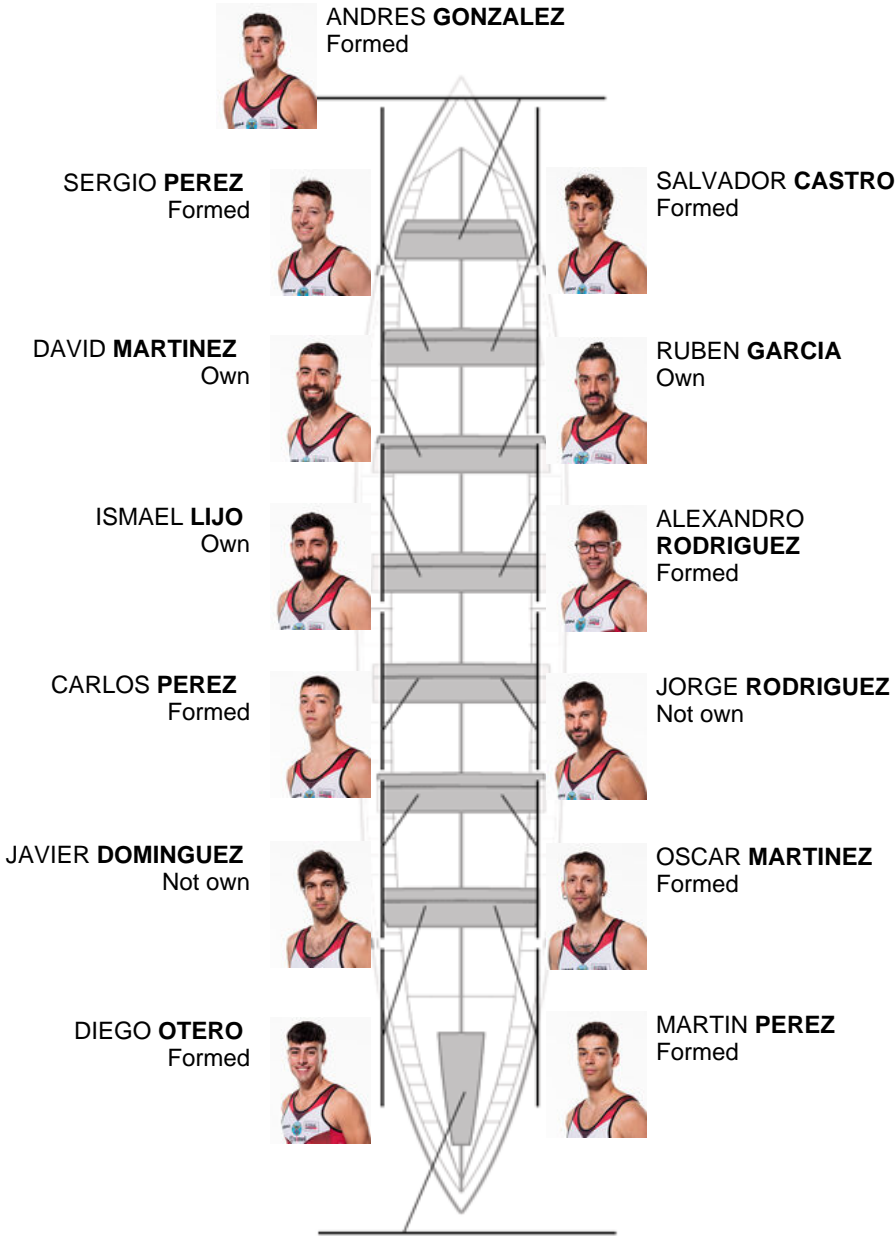 ANDRES GONZALEZ
Formed
SERGIO PEREZ
Formed
SALVADOR CASTRO
Formed
DAVID MARTINEZ
Own
RUBEN GARCIA
Own
ISMAEL LIJO
Own
ALEXANDRO
RODRIGUEZ
Formed
CARLOS PEREZ
Formed
JORGE RODRIGUEZ
Not own
JAVIER DOMINGUEZ
Not own
OSCAR MARTINEZ
Formed
DIEGO OTERO
Formed
MARTIN PEREZ
Formed